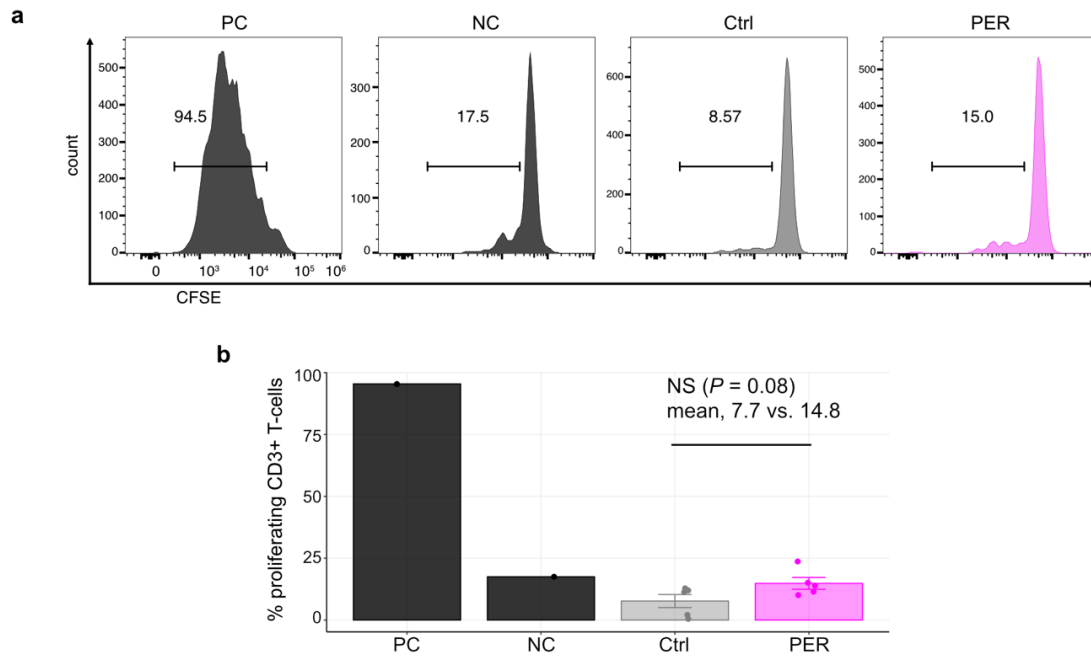 a
PC
NC
Ctrl
PER
count
500
400
300
200
100
0
94.5
0
10³
10⁴
10⁵
10⁶
CFSE
300
200
100
0
17.5
600
400
200
0
8.57
500
400
300
200
100
0
15.0
b
% proliferating CD3+ T-cells
100
75
50
25
0
NS (P = 0.08)
mean, 7.7 vs. 14.8
PC
NC
Ctrl
PER